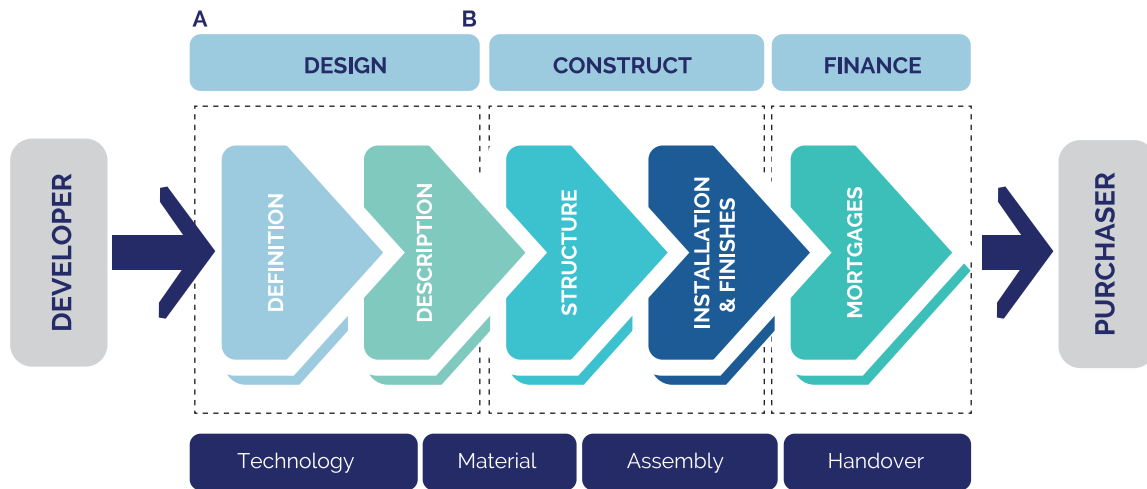 A
B
DESIGN
CONSTRUCT
FINANCE
DEVELOPER
DEFINITION
DESCRIPTION
STRUCTURE
INSTALLATION
& FINISHES
MORTGAGES
PURCHASER
Technology
Material
Assembly
Handover